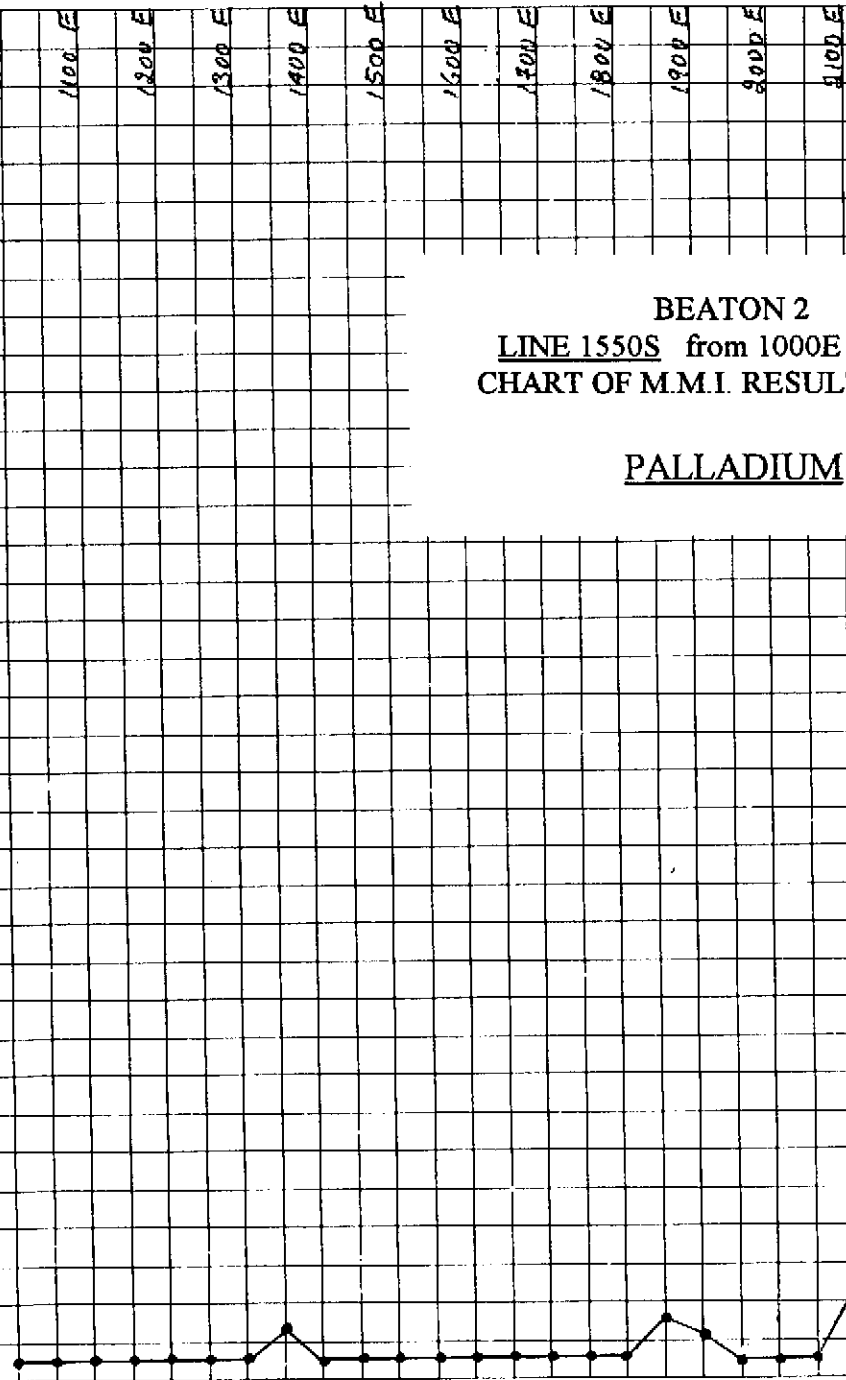 1100 E
1200 E
1300 E
1400 E
1500 E
1600 E
1700 E
1800 E
1900 E
2000 E
2100 E
BEATON 2
LINE 1550S from 1000E
CHART OF M.M.I. RESUL
PALLADIUM